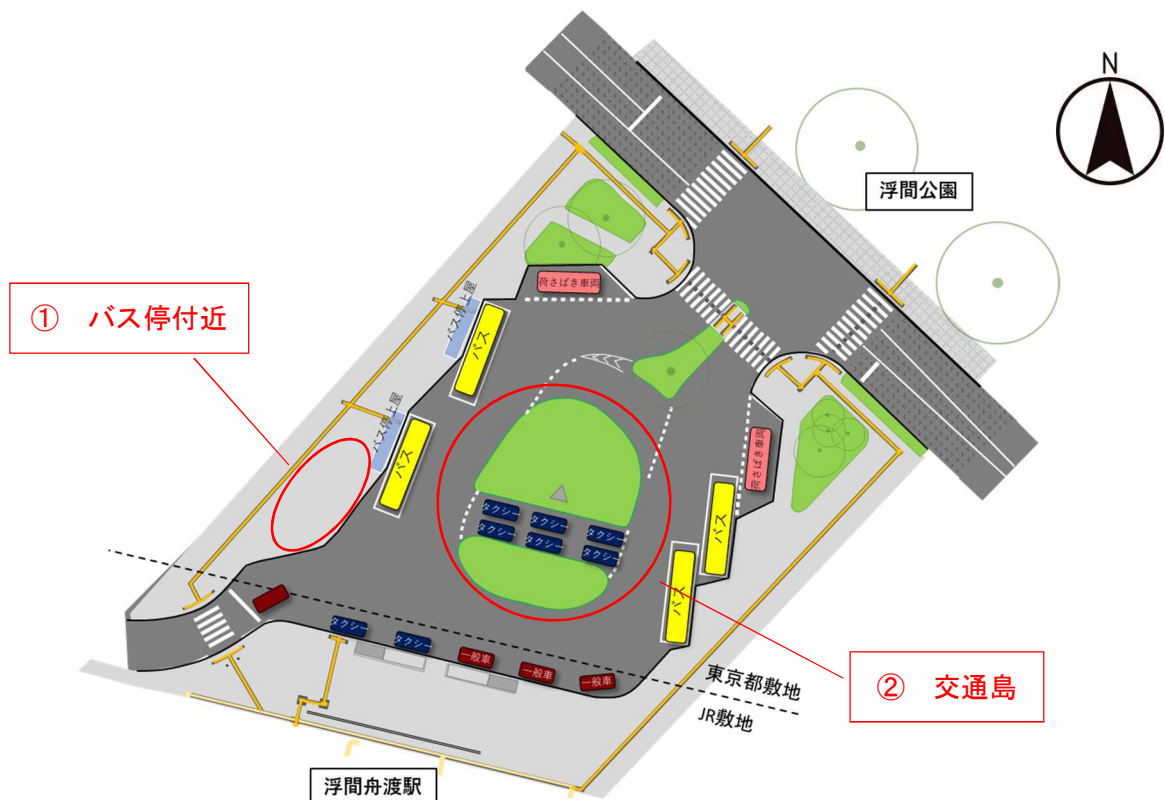 N
浮間公園
① バス停付近
荷さばき車両
バス停上屋
バス
バス停上屋
バス
荷さばき車両
バス
バス
タクシー
タクシー
タクシー
タクシー
タクシー
タクシー
タクシー
タクシー
一般車
一般車
一般車
東京都敷地
JR敷地
② 交通島
浮間舟渡駅